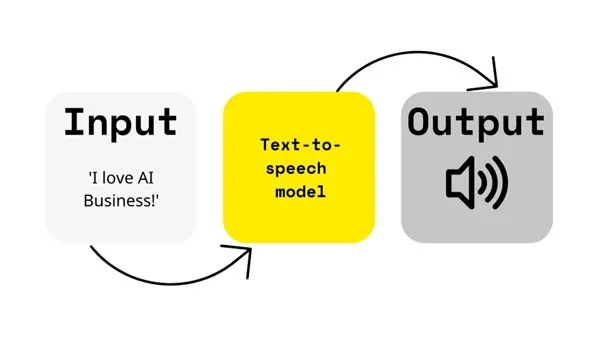 Input
'I love AI
Business!'
Text-to-
speech
model
Output